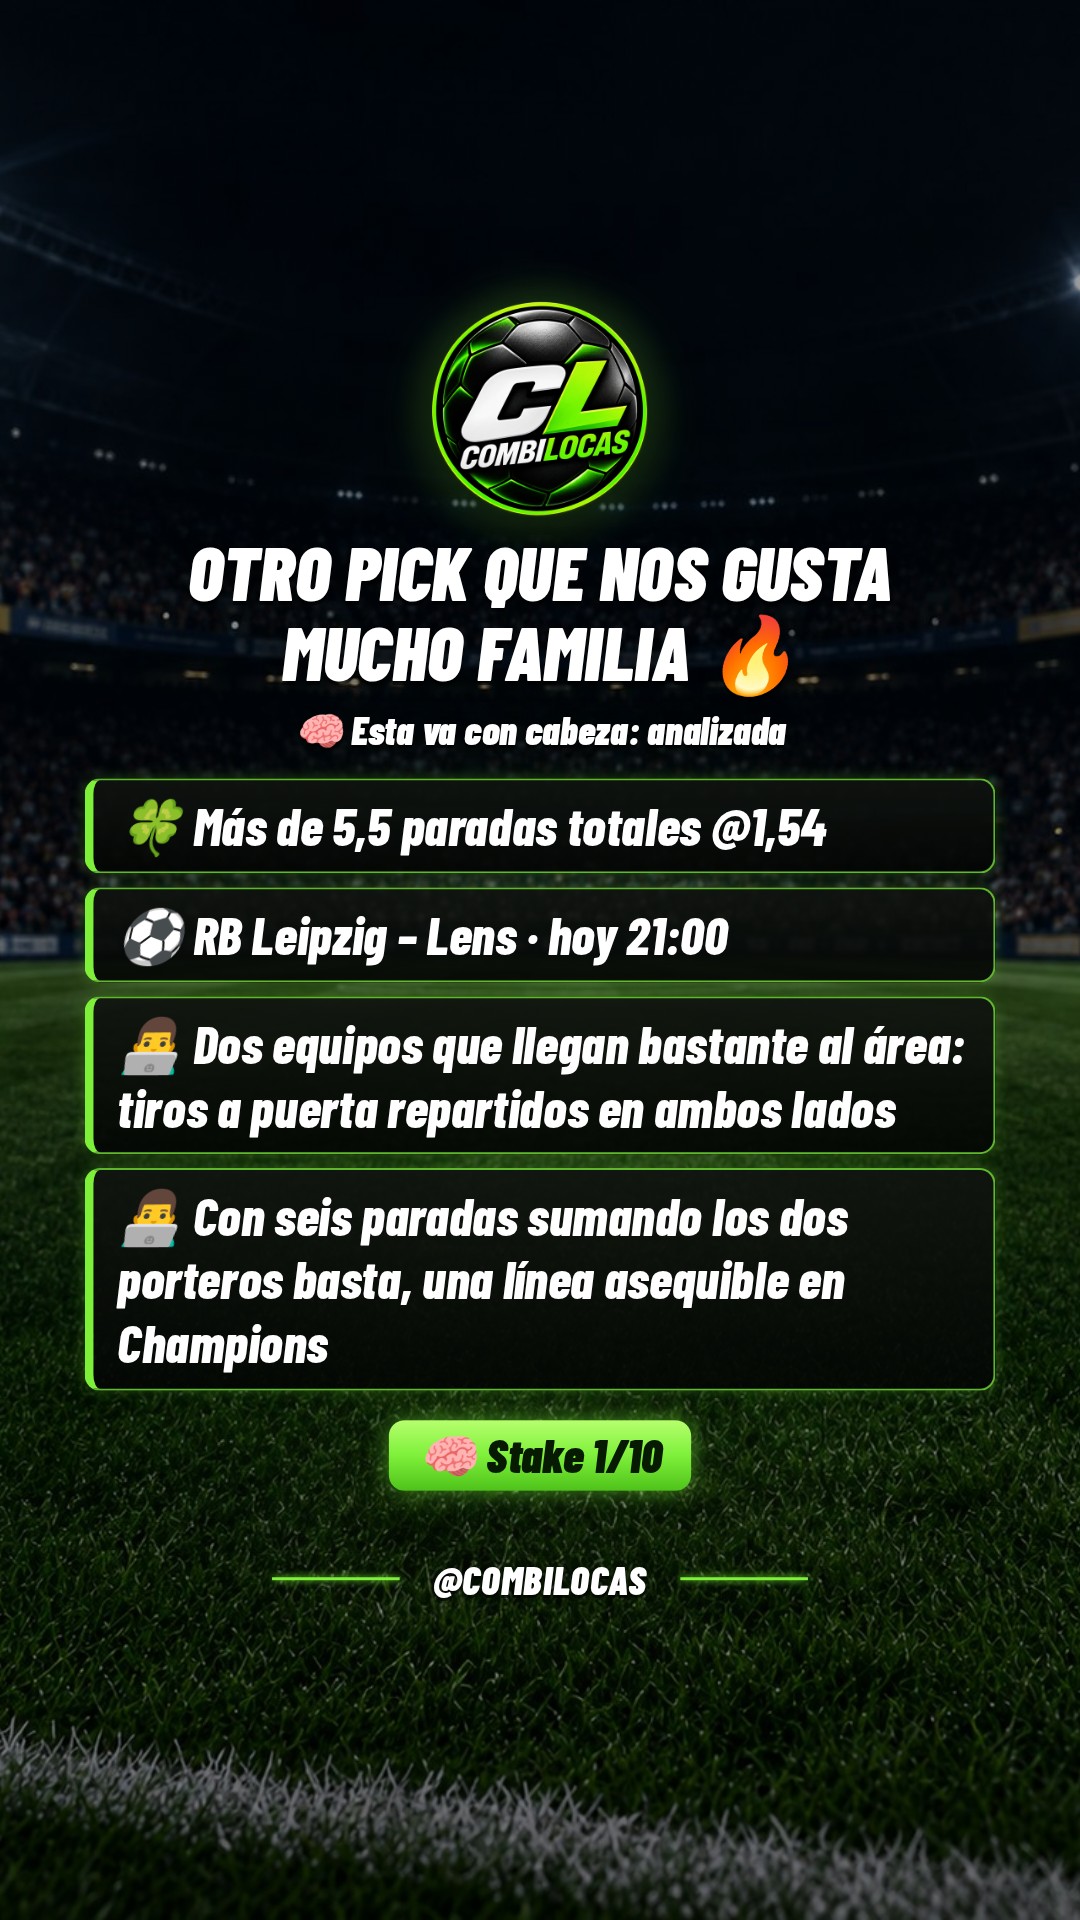 CL
COMBILOCAS
OTRO PICK QUE NOS GUSTA
MUCHO FAMILIA 🔥
🧠 Esta va con cabeza: analizada
🍀 Más de 5,5 paradas totales @1,54
⚽ RB Leipzig – Lens · hoy 21:00
👨‍💻 Dos equipos que llegan bastante al área:
tiros a puerta repartidos en ambos lados
👨‍💻 Con seis paradas sumando los dos
porteros basta, una línea asequible en
Champions
🧠 Stake 1/10
@COMBILOCAS